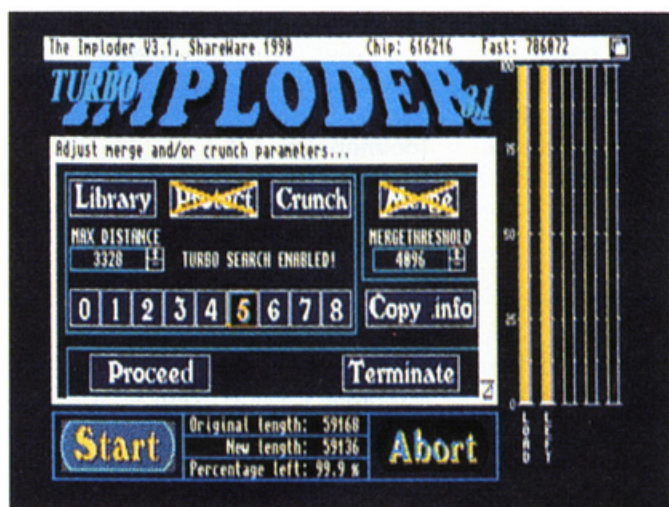 The Imploder V3.1, ShareWare 1990 Chip: 616216 Fast: 786072
TURBO IMPLODER 3.1
Adjust merge and/or crunch parameters...
Library Protect Crunch Merge
MAX DISTANCE
3328
TURBO SEARCH ENABLED!
MERGETHRESHOLD
4096
0 1 2 3 4 5 6 7 8
Copy .info
Proceed Terminate
Start
Original length: 59168
New length: 59136
Percentage left: 99.9 %
Abort
100
75
50
25
0
LOAD
LEFT